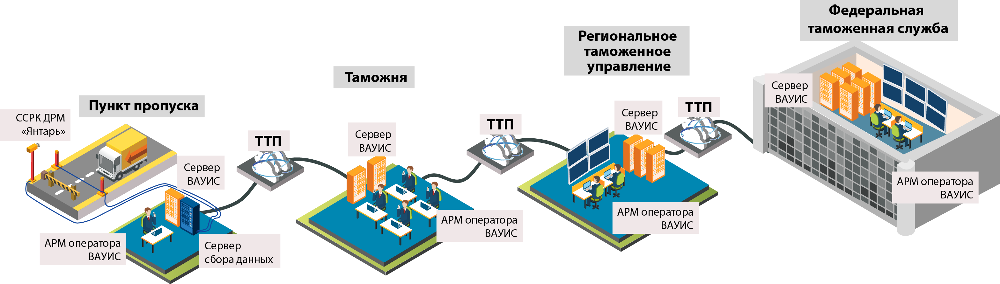 Пункт пропуска
ССРК ДРМ
«Янтарь»
Сервер
ВАУИС
АРМ оператора
ВАУИС
Сервер
сбора данных
ТТП
Таможня
Сервер
ВАУИС
АРМ оператора
ВАУИС
ТТП
Региональное
таможенное
управление
Сервер
ВАУИС
АРМ оператора
ВАУИС
ТТП
Федеральная
таможенная служба
Сервер
ВАУИС
АРМ оператора
ВАУИС